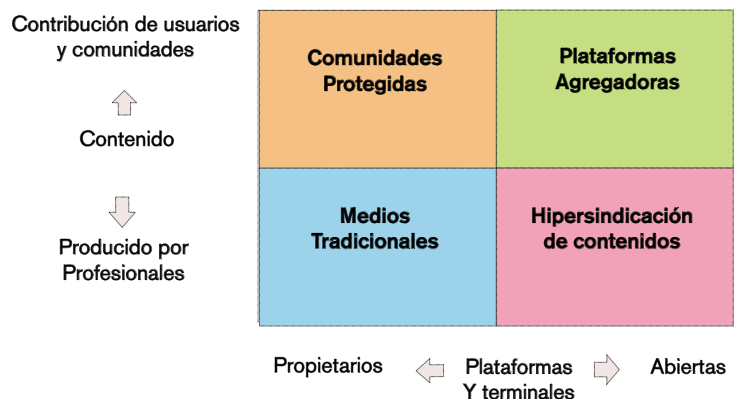 Contribución de usuarios
y comunidades
Contenido
Producido por
Profesionales
Comunidades
Protegidas
Plataformas
Agregadoras
Medios
Tradicionales
Hipersindicación
de contenidos
Propietarios
Plataformas
Y terminales
Abiertas